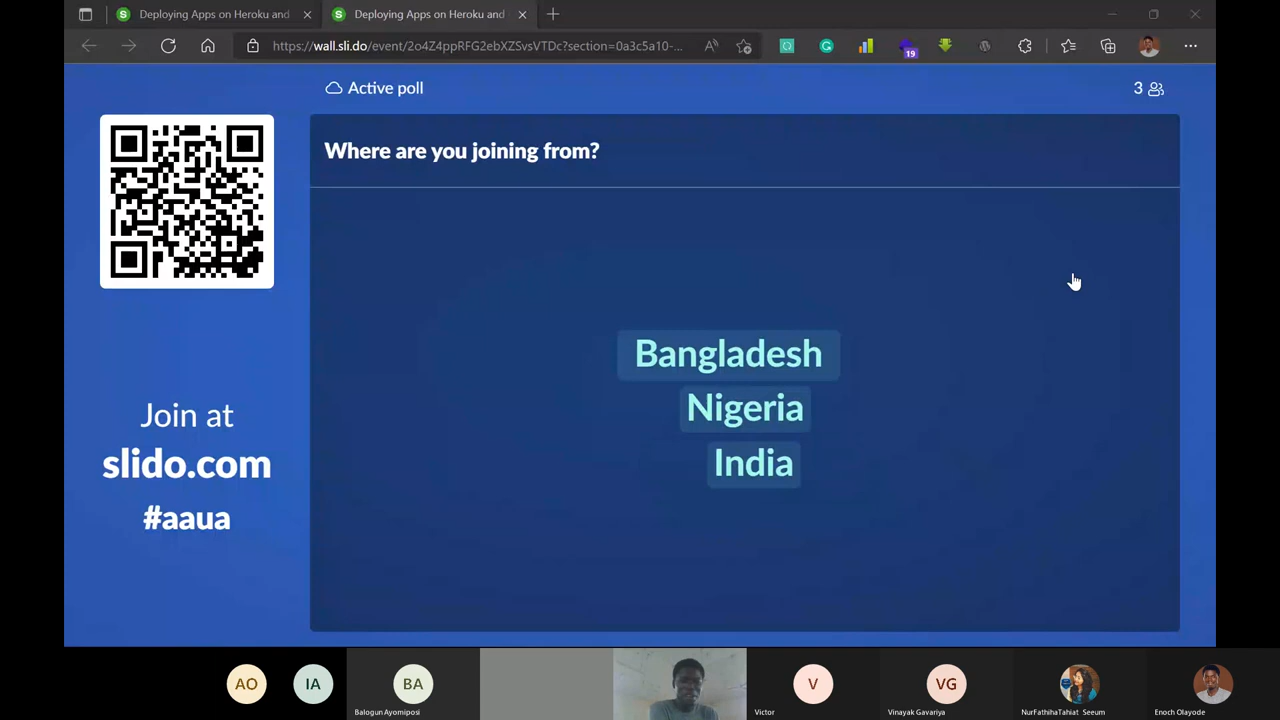 Deploying Apps on Heroku and
Deploying Apps on Heroku and
https://wall.sli.do/event/2o4Z4ppRFG2ebXZSvsVTDc?section=0a3c5a10-...
19
Active poll
3
Where are you joining from?
Bangladesh
Nigeria
India
Join at
slido.com
#aaua
AO
IA
BA
V
VG
Balogun Ayomiposi
Victor
Vinayak Gavariya
NurFathihaTahiat Seeum
Enoch Olayode